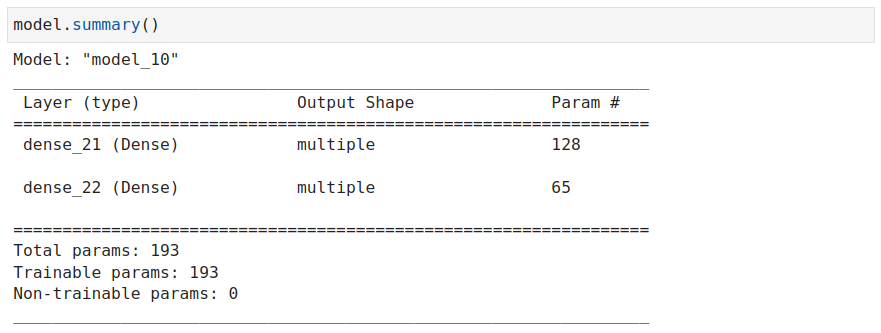 model.summary()
Model: "model_10"
_________________________________________________________________
Layer (type) Output Shape Param #
=================================================================
dense_21 (Dense) multiple 128
dense_22 (Dense) multiple 65
=================================================================
Total params: 193
Trainable params: 193
Non-trainable params: 0
_________________________________________________________________